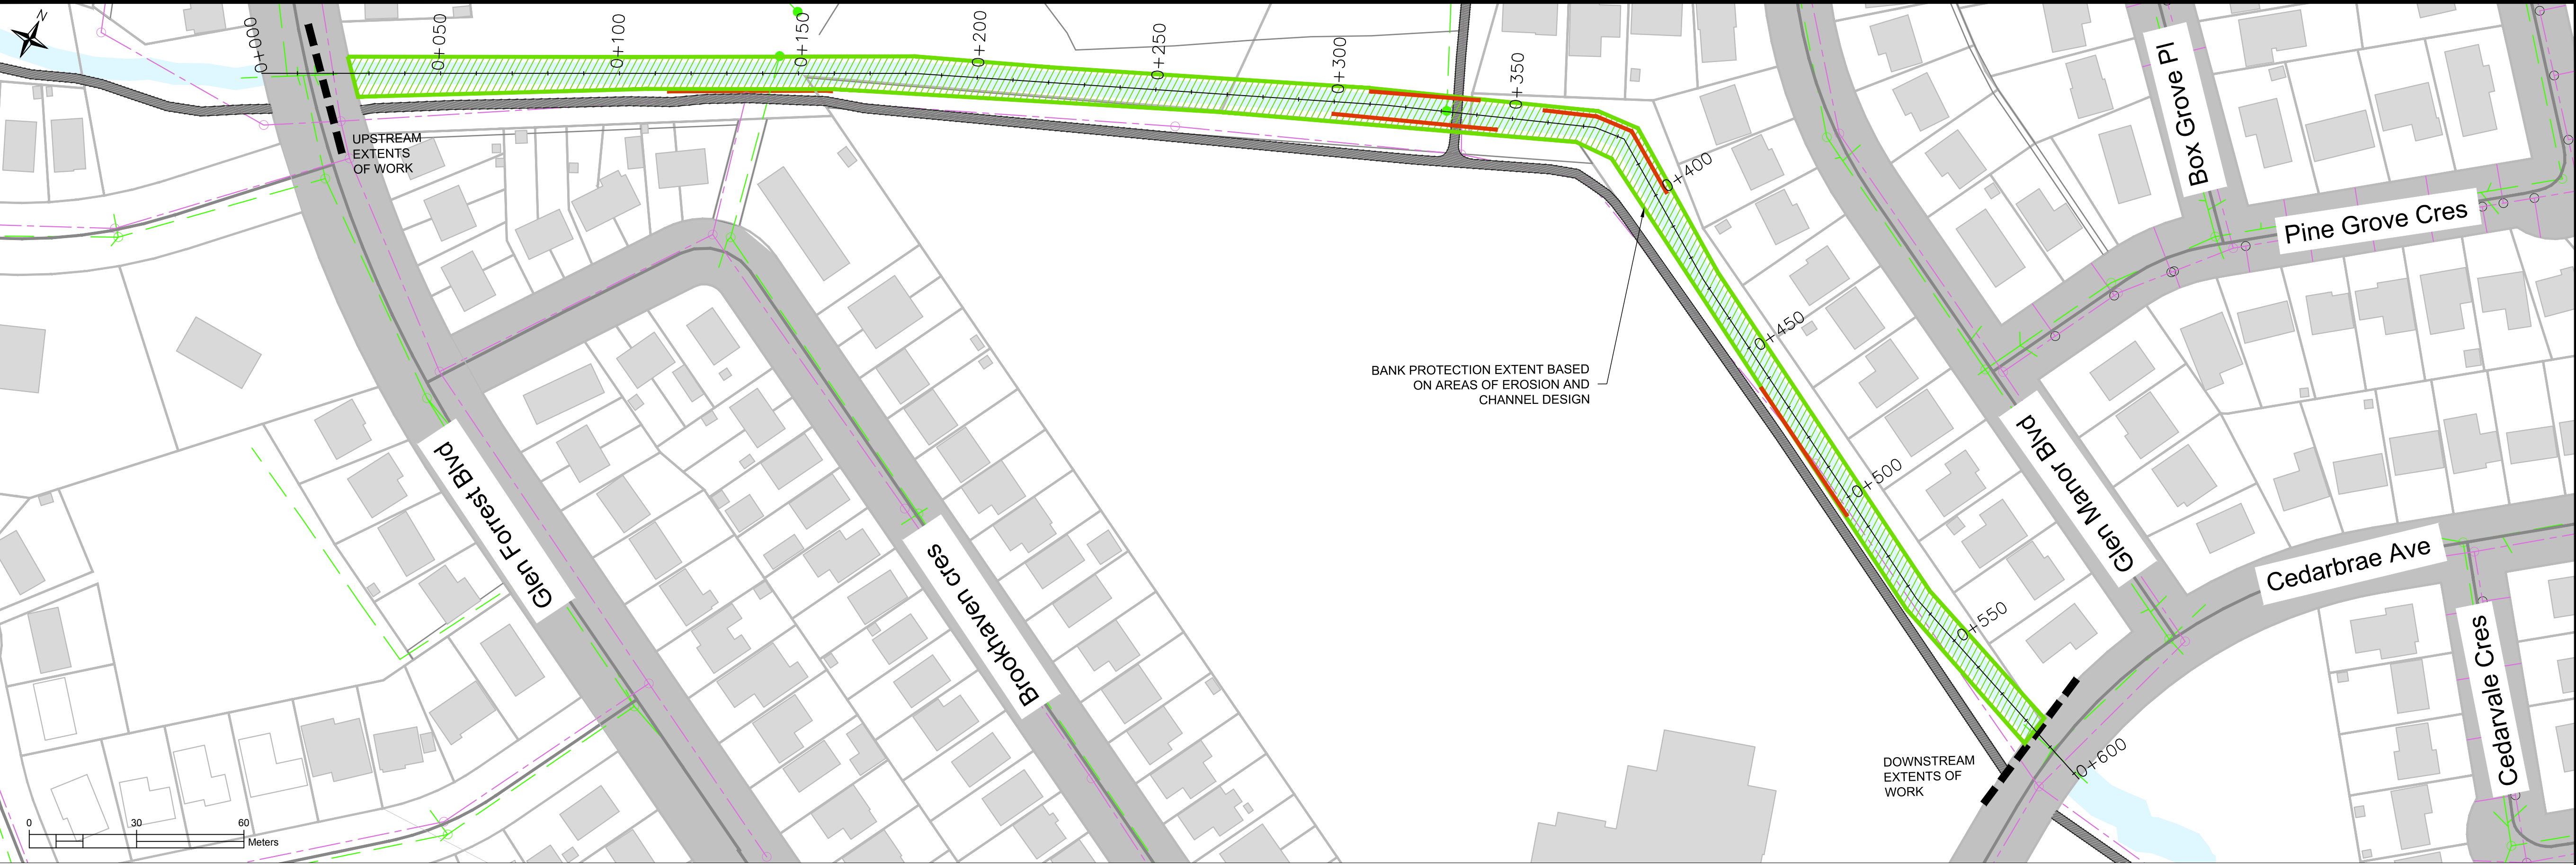 N
0+000
0+050
0+100
0+150
0+200
0+250
0+300
0+350
0+400
0+450
0+500
0+550
0+600
UPSTREAM
EXTENTS
OF WORK
BANK PROTECTION EXTENT BASED
ON AREAS OF EROSION AND
CHANNEL DESIGN
DOWNSTREAM
EXTENTS OF
WORK
Glen Forrest Blvd
Brookhaven cres
Glen Manor Blvd
Box Grove Pl
Pine Grove Cres
Cedarbrae Ave
Cedarvale Cres
0 30 60
Meters